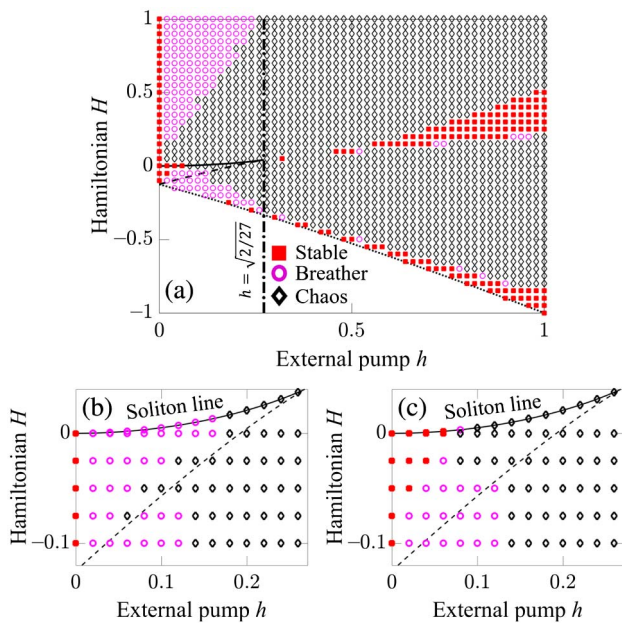 1
0.5
0
−0.5
−1
Hamiltonian H
(a)
h = √2/27
Stable
Breather
Chaos
0
0.5
1
External pump h
(b)
Soliton line
0
−0.1
Hamiltonian H
0
0.1
0.2
External pump h
(c)
Soliton line
0
−0.1
Hamiltonian H
0
0.1
0.2
External pump h